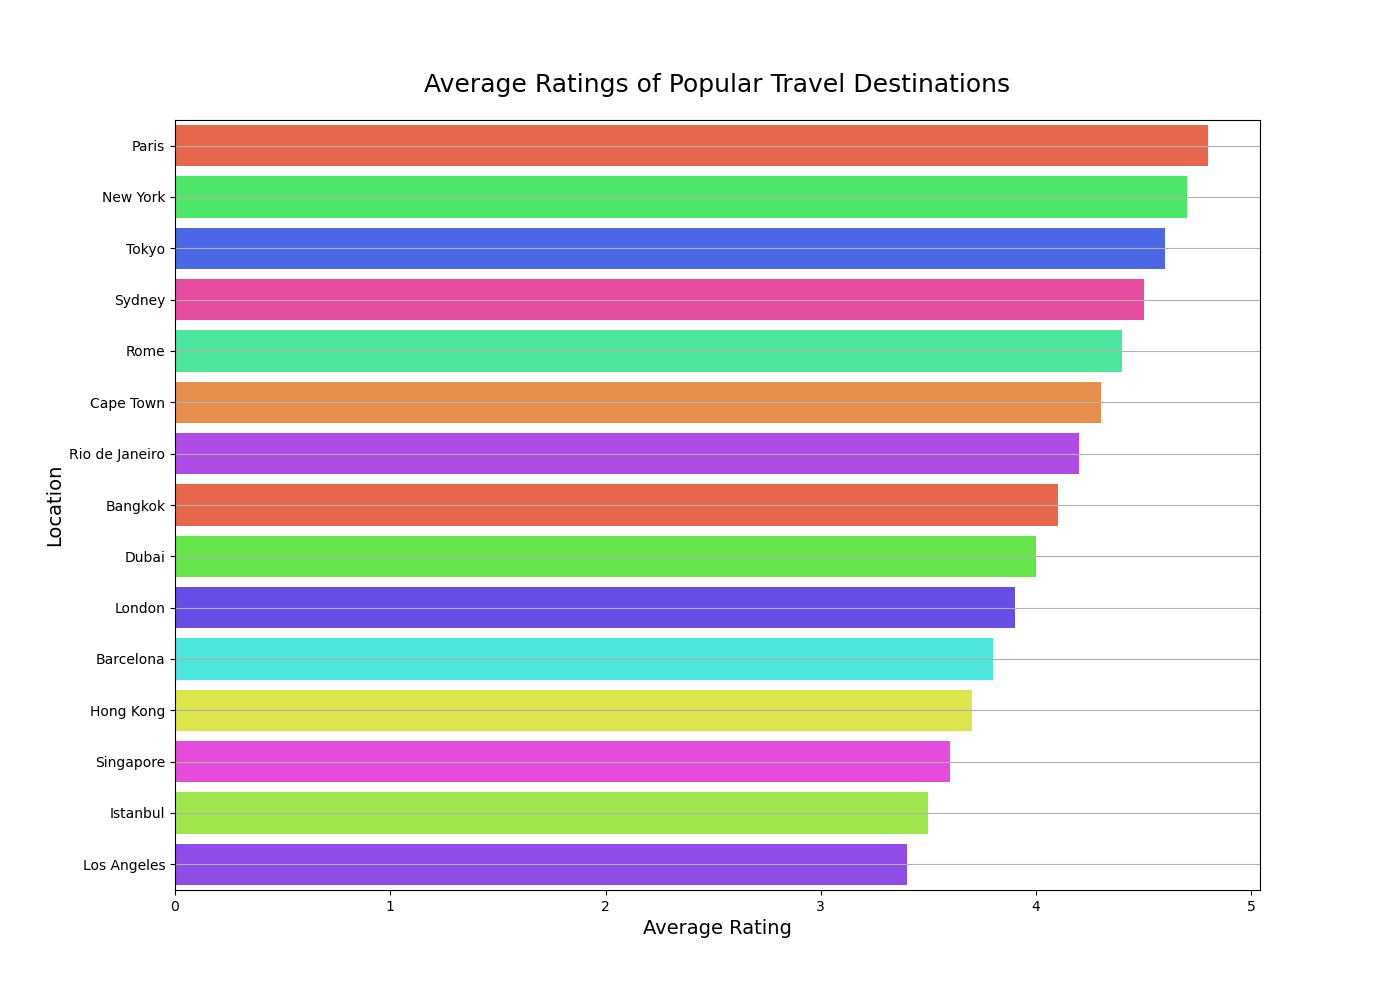 Average Ratings of Popular Travel Destinations
Paris
New York
Tokyo
Sydney
Rome
Cape Town
Rio de Janeiro
Bangkok
Dubai
London
Barcelona
Hong Kong
Singapore
Istanbul
Los Angeles
Location
0 1 2 3 4 5
Average Rating